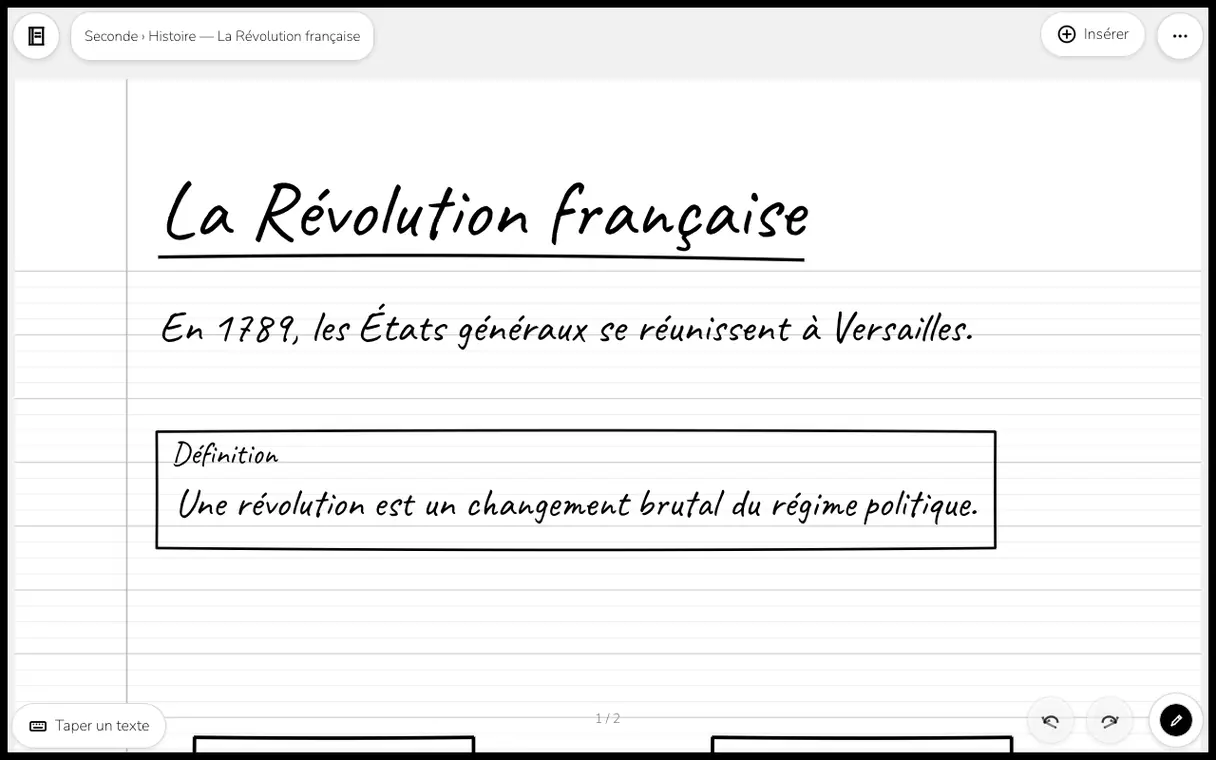 Seconde › Histoire — La Révolution française
Insérer
La Révolution française
En 1789, les États généraux se réunissent à Versailles.
Définition
Une révolution est un changement brutal du régime politique.
Taper un texte
1 / 2